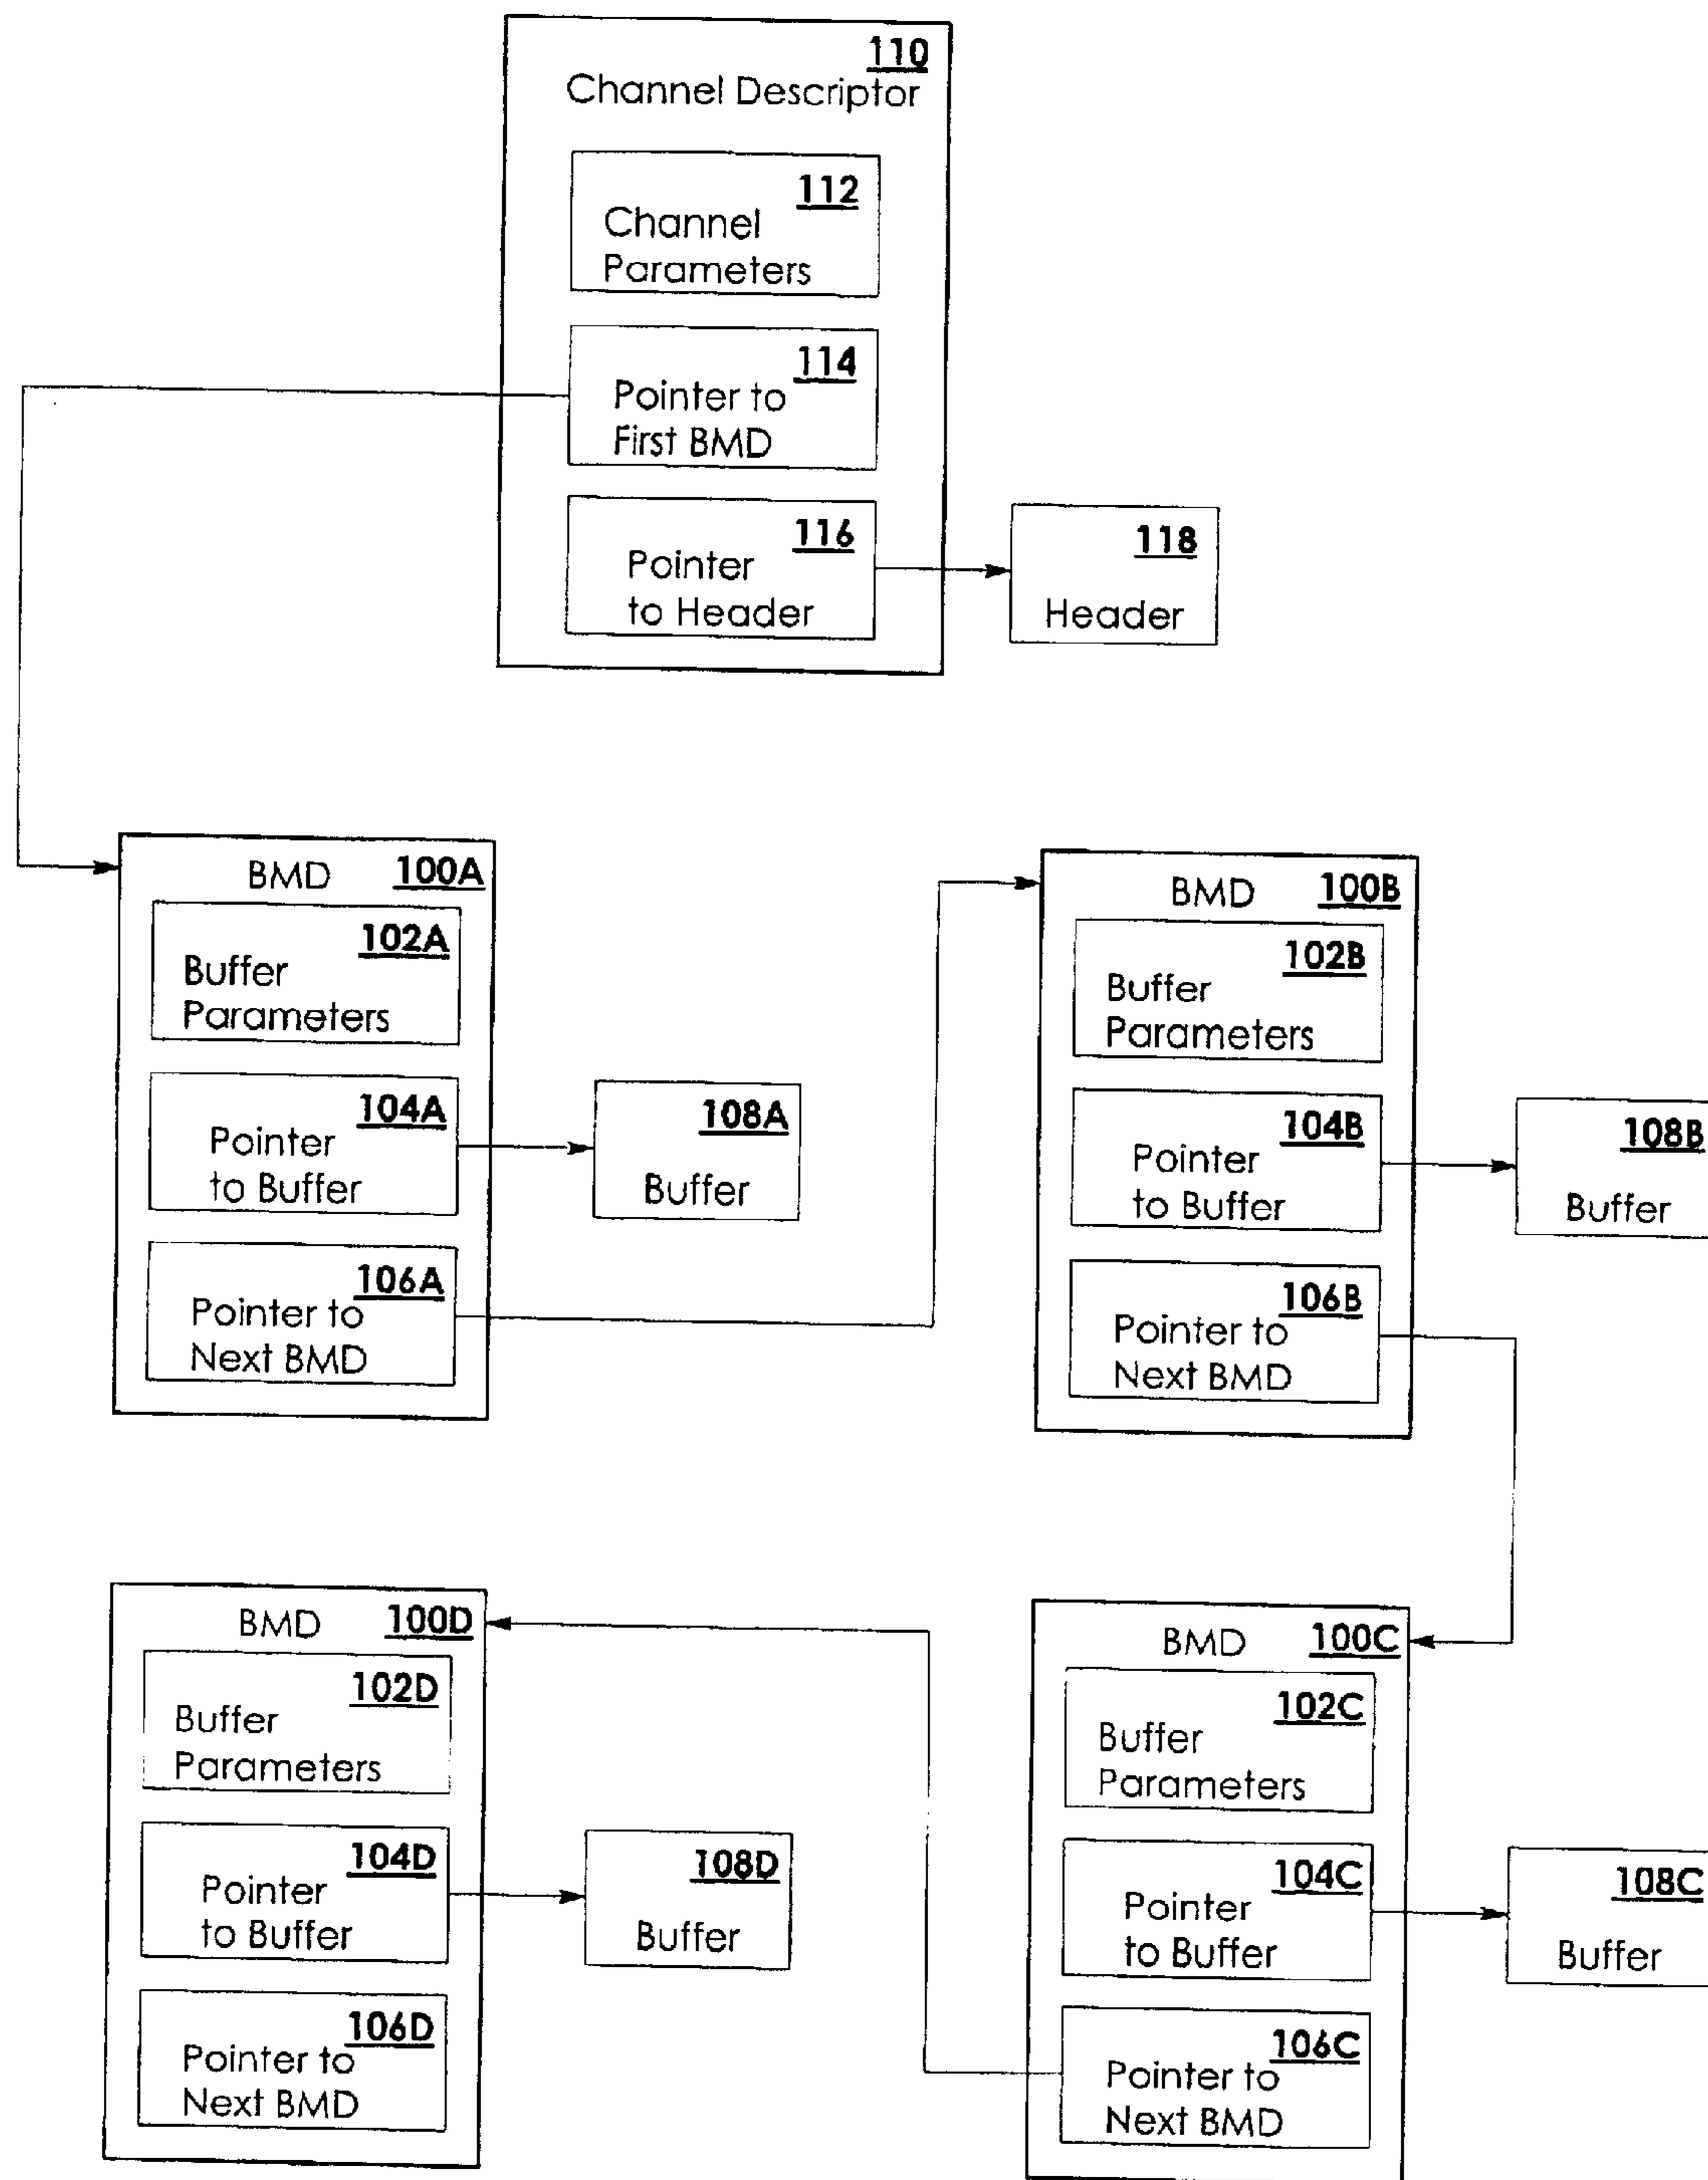 110
Channel Descriptor
112
Channel
Parameters
114
Pointer to
First BMD
116
Pointer
to Header
118
Header
BMD 100A
102A
Buffer
Parameters
104A
Pointer
to Buffer
108A
Buffer
106A
Pointer to
Next BMD
BMD 100B
102B
Buffer
Parameters
104B
Pointer
to Buffer
108B
Buffer
106B
Pointer to
Next BMD
BMD 100D
102D
Buffer
Parameters
104D
Pointer
to Buffer
108D
Buffer
106D
Pointer to
Next BMD
BMD 100C
102C
Buffer
Parameters
104C
Pointer
to Buffer
108C
Buffer
106C
Pointer to
Next BMD